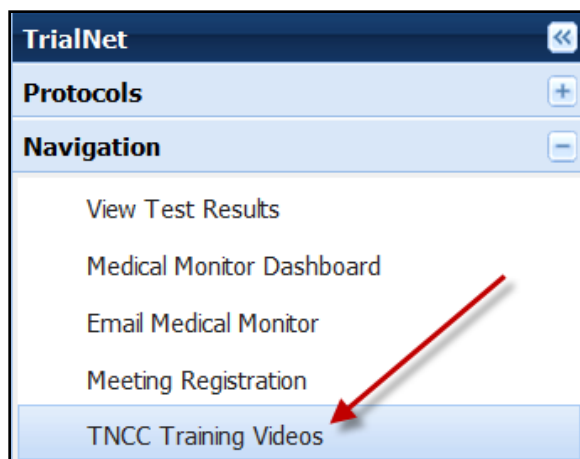 TrialNet
Protocols
Navigation
View Test Results
Medical Monitor Dashboard
Email Medical Monitor
Meeting Registration
TNCC Training Videos